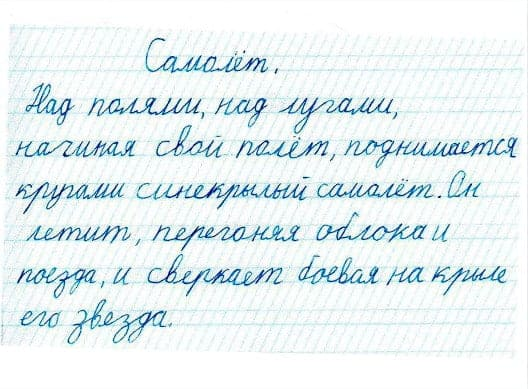 Самолёт.
Над полями, над лугами,
начиная свой полёт, поднимается
кругами синекрылый самолёт. Он
летит, перегоняя облока и
поезда, и сверкает боевая на крыле
его звезда.